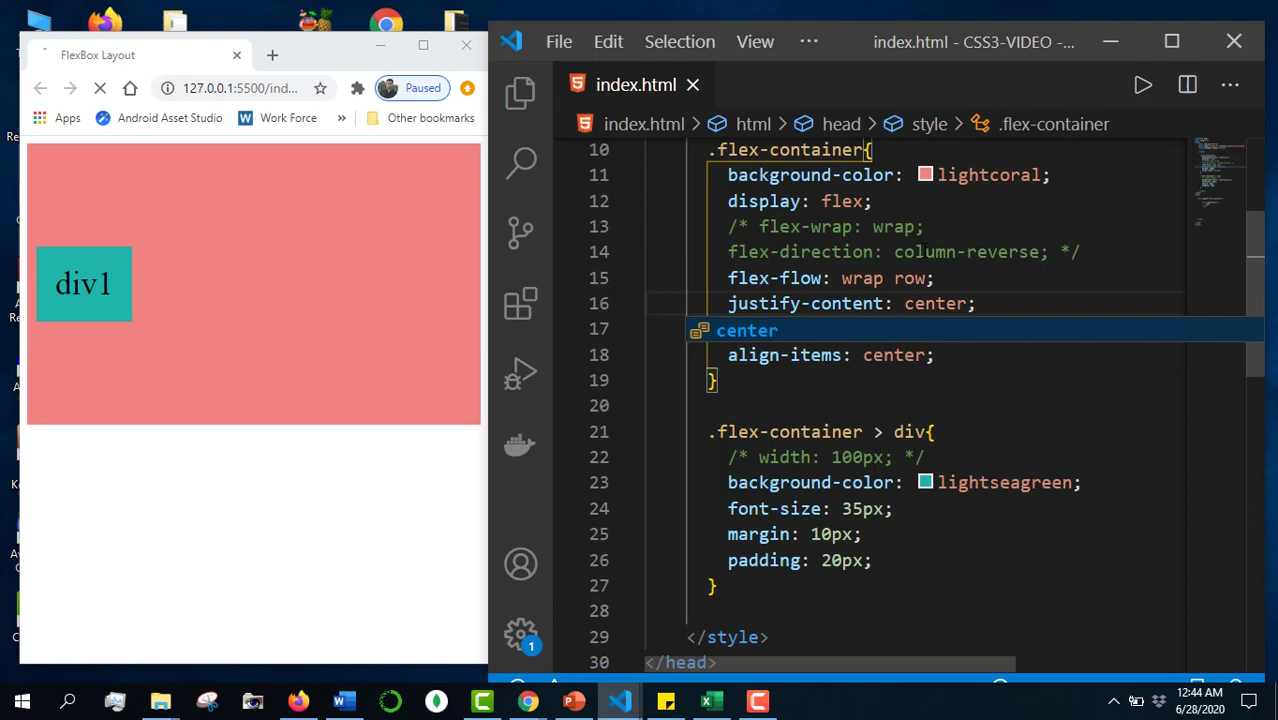 FlexBox Layout
127.0.0.1:5500/ind...
Paused
Apps
Android Asset Studio
Work Force
»
Other bookmarks
div1
File Edit Selection View ...
index.html - CSS3-VIDEO -...
index.html
index.html > html > head > style > .flex-container
10 .flex-container{
11 background-color: lightcoral;
12 display: flex;
13 /* flex-wrap: wrap;
14 flex-direction: column-reverse; */
15 flex-flow: wrap row;
16 justify-content: center;
17
center
18 align-items: center;
19 }
20
21 .flex-container > div{
22 /* width: 100px; */
23 background-color: lightseagreen;
24 font-size: 35px;
25 margin: 10px;
26 padding: 20px;
27 }
28
29 </style>
30 </head>
1
12:44 AM
6/28/2020